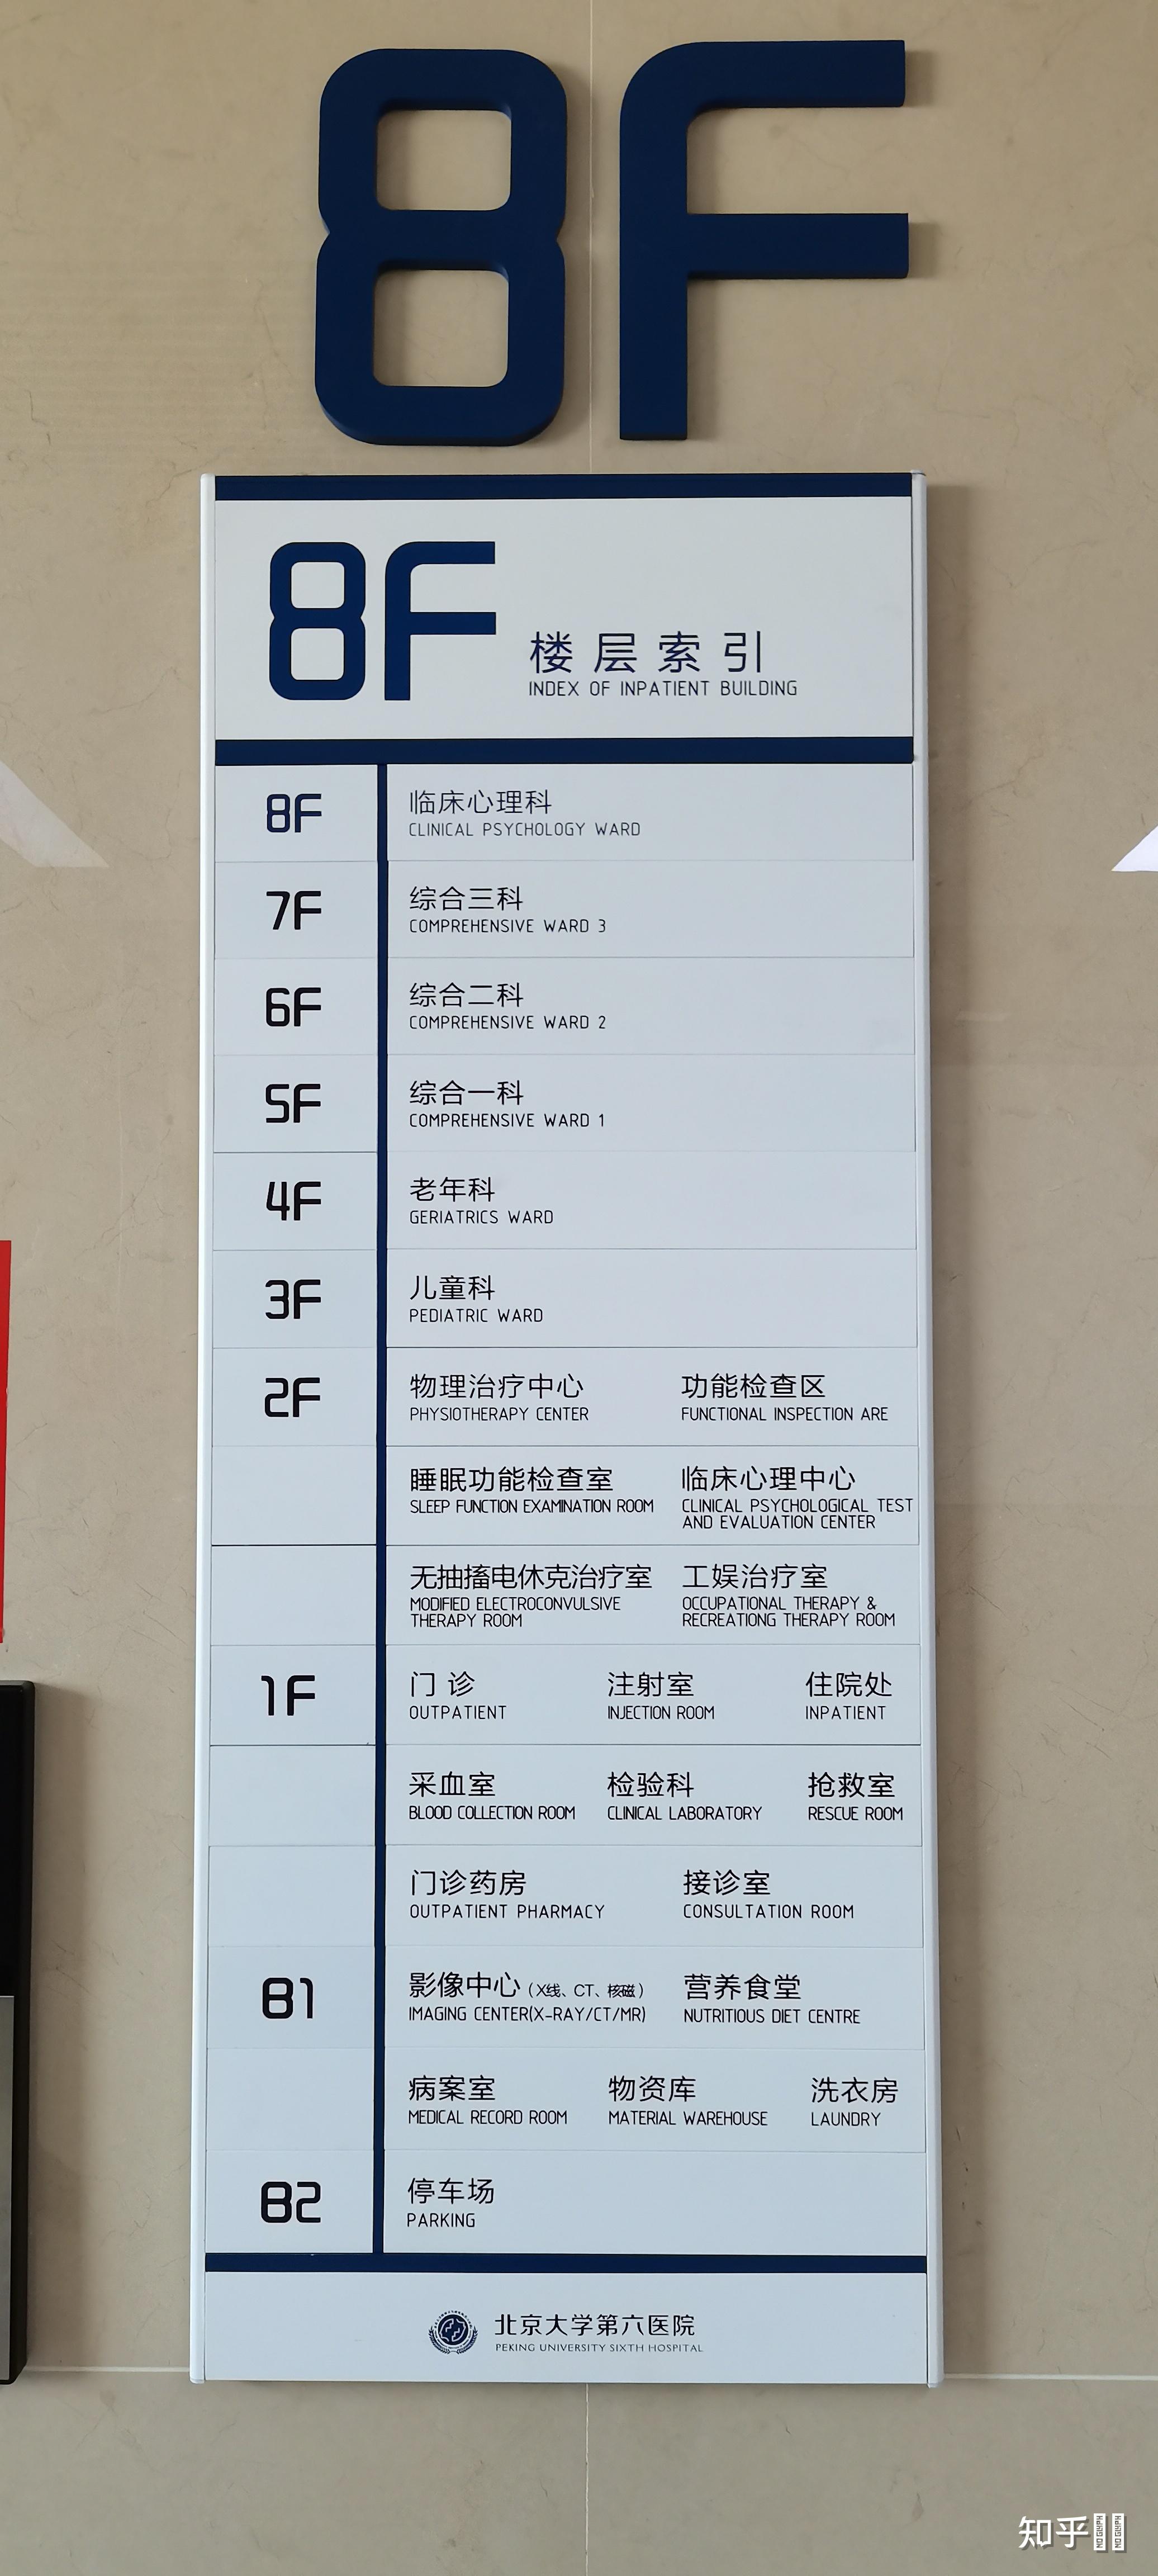 8F
8F
楼层索引
INDEX OF INPATIENT BUILDING
8F
临床心理科
CLINICAL PSYCHOLOGY WARD
7F
综合三科
COMPREHENSIVE WARD 3
6F
综合二科
COMPREHENSIVE WARD 2
5F
综合一科
COMPREHENSIVE WARD 1
4F
老年科
GERIATRICS WARD
3F
儿童科
PEDIATRIC WARD
2F
物理治疗中心 功能检查区
PHYSIOTHERAPY CENTER FUNCTIONAL INSPECTION ARE
睡眠功能检查室 临床心理中心
SLEEP FUNCTION EXAMINATION ROOM CLINICAL PSYCHOLOGICAL TEST
AND EVALUATION CENTER
无抽搐电休克治疗室 工娱治疗室
MODIFIED ELECTROCONVULSIVE OCCUPATIONAL THERAPY &
THERAPY ROOM RECREATIONG THERAPY ROOM
1F
门 诊 注射室 住院处
OUTPATIENT INJECTION ROOM INPATIENT
采血室 检验科 抢救室
BLOOD COLLECTION ROOM CLINICAL LABORATORY RESCUE ROOM
门诊药房 接诊室
OUTPATIENT PHARMACY CONSULTATION ROOM
B1
影像中心(X线、CT、核磁) 营养食堂
IMAGING CENTER(X-RAY/CT/MR) NUTRITIOUS DIET CENTRE
病案室 物资库 洗衣房
MEDICAL RECORD ROOM MATERIAL WAREHOUSE LAUNDRY
B2
停车场
PARKING
北京大学第六医院
PEKING UNIVERSITY SIXTH HOSPITAL
知乎